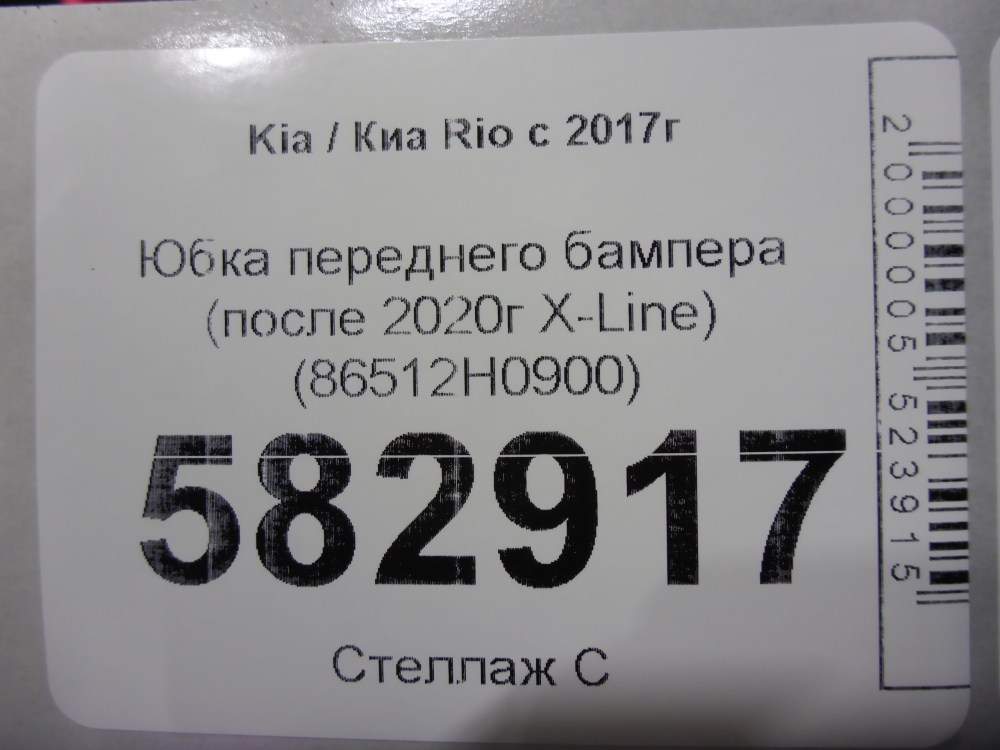 Kia / Киа Rio с 2017г
Юбка переднего бампера
(после 2020г X-Line)
(86512H0900)
582917
Стеллаж С
2000005523915